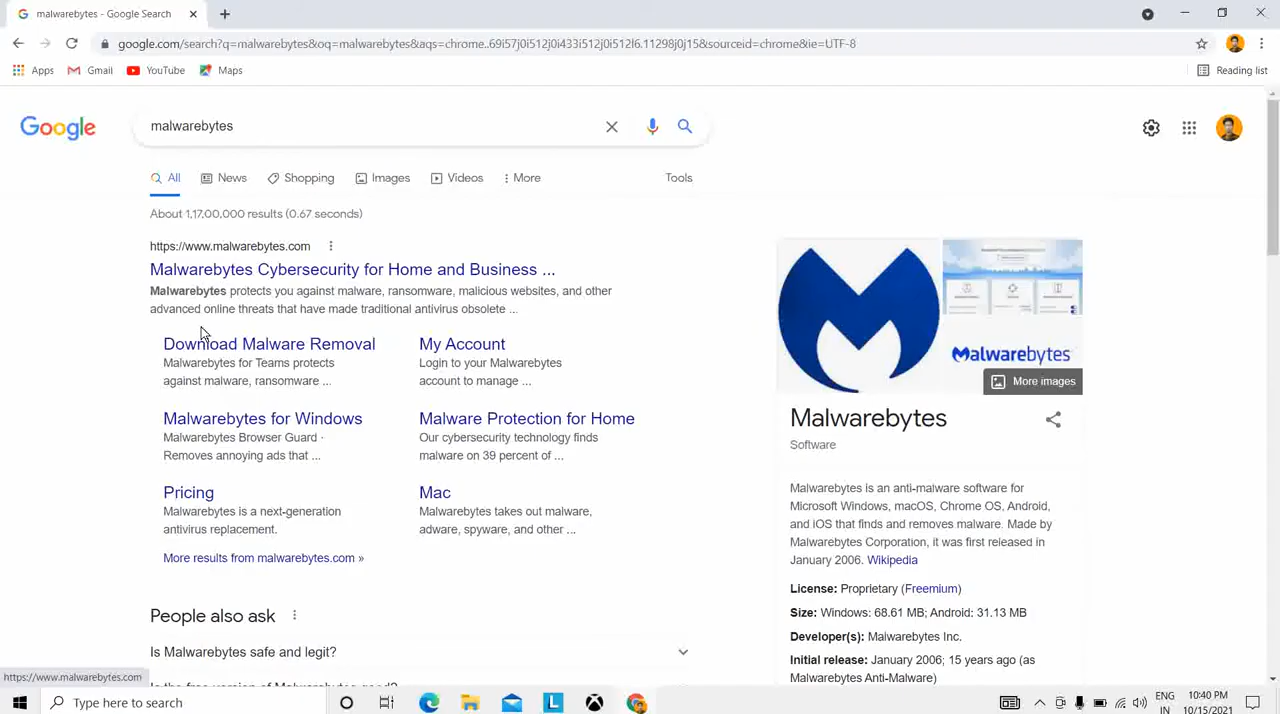 malwarebytes - Google Search
google.com/search?q=malwarebytes&oq=malwarebytes&aqs=chrome..69i57j0i512j0i433i512j0i512l6.11298j0j15&sourceid=chrome&ie=UTF-8
Apps Gmail YouTube Maps Reading list
Google
malwarebytes
All News Shopping Images Videos More Tools
About 1,17,00,000 results (0.67 seconds)
https://www.malwarebytes.com
Malwarebytes Cybersecurity for Home and Business ...
Malwarebytes protects you against malware, ransomware, malicious websites, and other
advanced online threats that have made traditional antivirus obsolete ...
Download Malware Removal
Malwarebytes for Teams protects
against malware, ransomware ...
My Account
Login to your Malwarebytes
account to manage ...
Malwarebytes for Windows
Malwarebytes Browser Guard ·
Removes annoying ads that ...
Malware Protection for Home
Our cybersecurity technology finds
malware on 39 percent of ...
Pricing
Malwarebytes is a next-generation
antivirus replacement.
Mac
Malwarebytes takes out malware,
adware, spyware, and other ...
More results from malwarebytes.com »
People also ask
Is Malwarebytes safe and legit?
Is the free version of Malwarebytes good?
Malwarebytes
More images
Malwarebytes
Software
Malwarebytes is an anti-malware software for
Microsoft Windows, macOS, Chrome OS, Android,
and iOS that finds and removes malware. Made by
Malwarebytes Corporation, it was first released in
January 2006. Wikipedia
License: Proprietary (Freemium)
Size: Windows: 68.61 MB; Android: 31.13 MB
Developer(s): Malwarebytes Inc.
Initial release: January 2006; 15 years ago (as
Malwarebytes Anti-Malware)
https://www.malwarebytes.com
Type here to search
L
ENG
IN
10:40 PM
10/15/2021